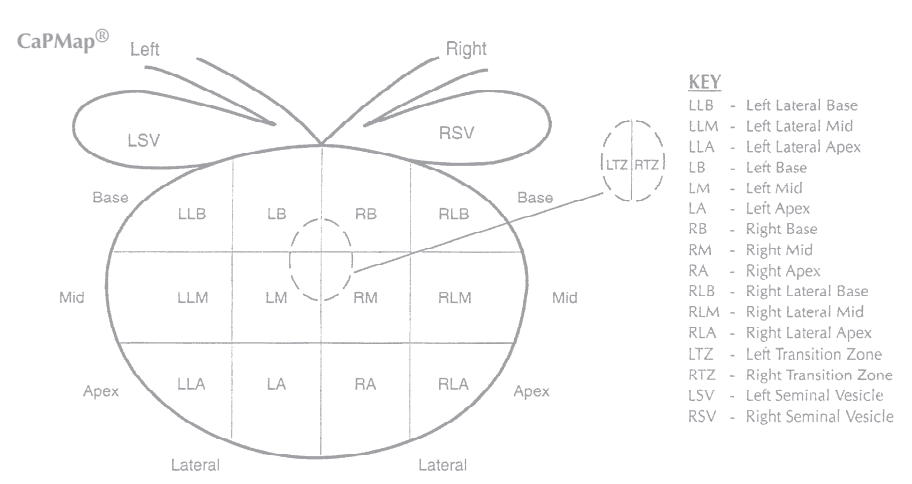 CaPMap®
Left Right
KEY
LLB - Left Lateral Base
LLM - Left Lateral Mid
LLA - Left Lateral Apex
LB - Left Base
LM - Left Mid
LA - Left Apex
RB - Right Base
RM - Right Mid
RA - Right Apex
RLB - Right Lateral Base
RLM - Right Lateral Mid
RLA - Right Lateral Apex
LTZ - Left Transition Zone
RTZ - Right Transition Zone
LSV - Left Seminal Vesicle
RSV - Right Seminal Vesicle
LSV RSV
LTZ RTZ
Base Base
LLB LB RB RLB
Mid LLM LM RM RLM Mid
Apex LLA LA RA RLA Apex
Lateral Lateral